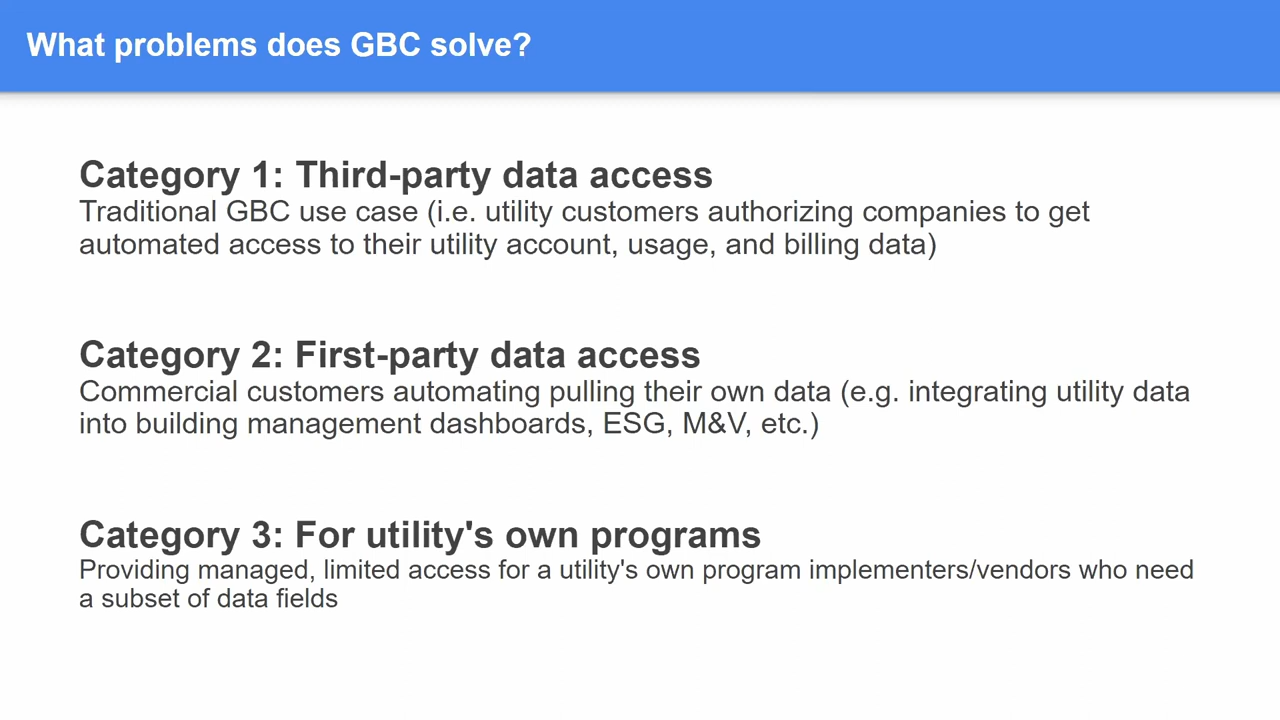 What problems does GBC solve?
Category 1: Third-party data access
Traditional GBC use case (i.e. utility customers authorizing companies to get
automated access to their utility account, usage, and billing data)
Category 2: First-party data access
Commercial customers automating pulling their own data (e.g. integrating utility data
into building management dashboards, ESG, M&V, etc.)
Category 3: For utility's own programs
Providing managed, limited access for a utility's own program implementers/vendors who need
a subset of data fields